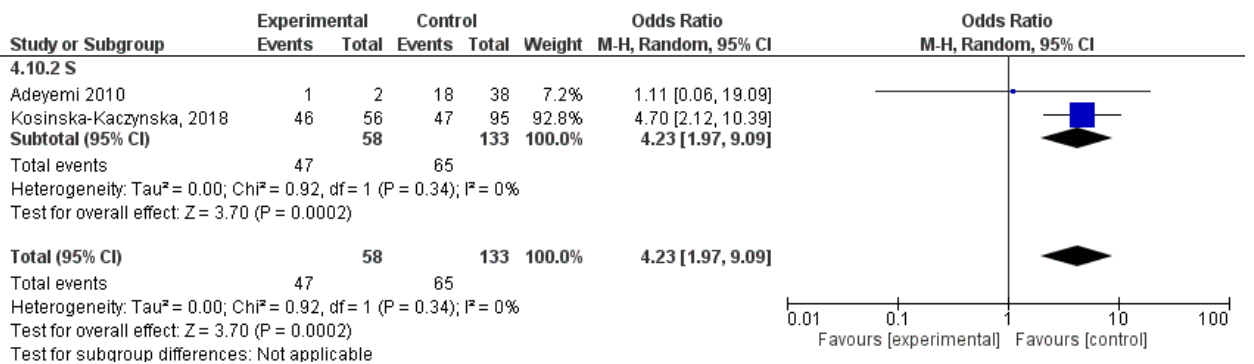 Experimental Control Odds Ratio Odds Ratio
Study or Subgroup Events Total Events Total Weight M-H, Random, 95% CI M-H, Random, 95% CI
4.10.2 S
Adeyemi 2010 1 2 18 38 7.2% 1.11 [0.06, 19.09]
Kosinska-Kaczynska, 2018 46 56 47 95 92.8% 4.70 [2.12, 10.39]
Subtotal (95% CI) 58 133 100.0% 4.23 [1.97, 9.09]
Total events 47 65
Heterogeneity: Tau² = 0.00; Chi² = 0.92, df = 1 (P = 0.34); I² = 0%
Test for overall effect: Z = 3.70 (P = 0.0002)
Total (95% CI) 58 133 100.0% 4.23 [1.97, 9.09]
Total events 47 65
Heterogeneity: Tau² = 0.00; Chi² = 0.92, df = 1 (P = 0.34); I² = 0%
Test for overall effect: Z = 3.70 (P = 0.0002)
Test for subgroup differences: Not applicable
0.01 0.1 1 10 100
Favours [experimental] Favours [control]